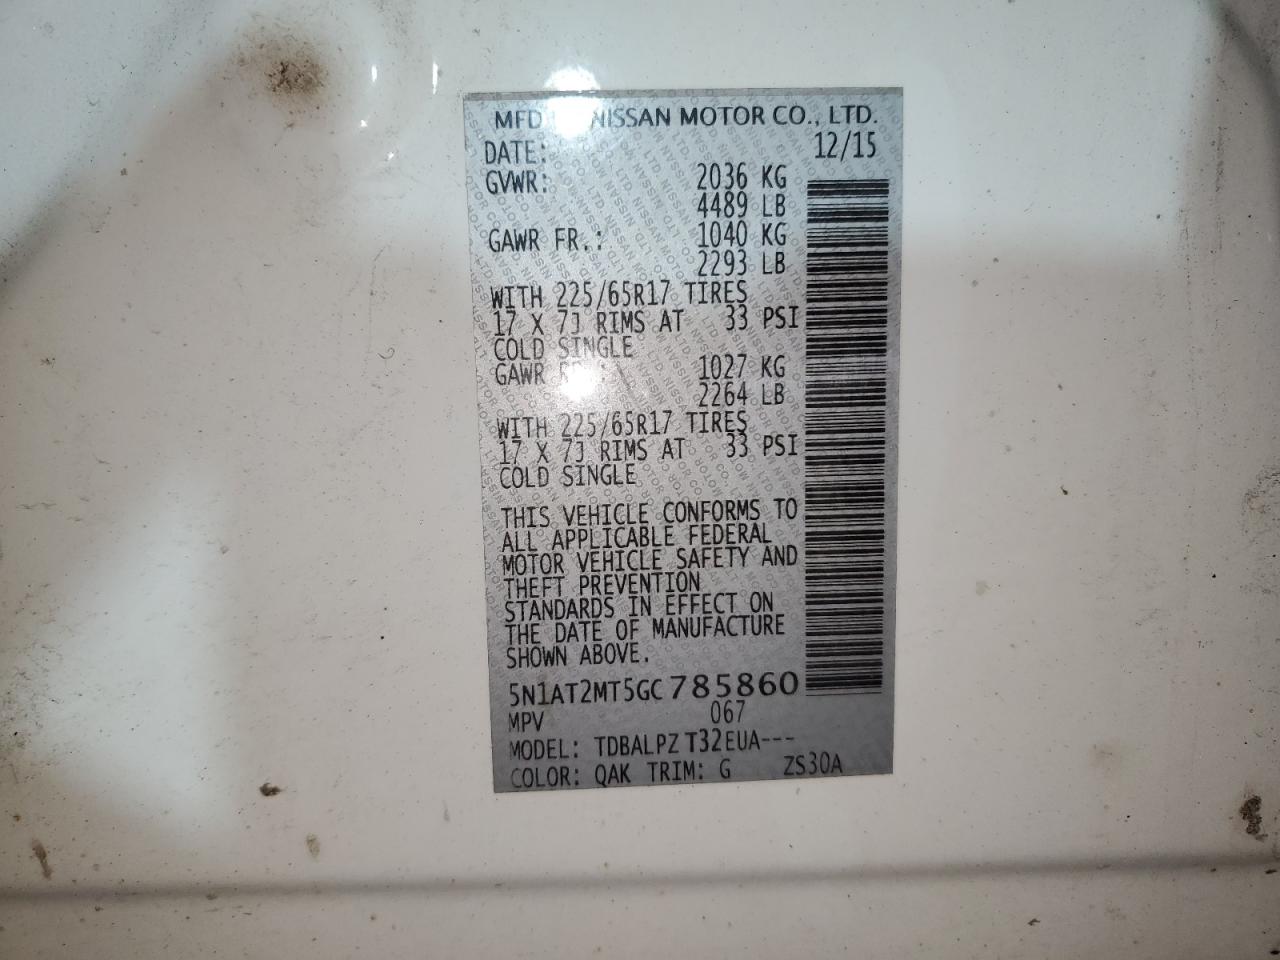 MFD NISSAN MOTOR CO., LTD.
DATE: 12/15
GVWR: 2036 KG
4489 LB
GAWR FR.: 1040 KG
2293 LB
WITH 225/65R17 TIRES
17 X 7J RIMS AT 33 PSI
COLD SINGLE
GAWR : 1027 KG
2264 LB
WITH 225/65R17 TIRES
17 X 7J RIMS AT 33 PSI
COLD SINGLE
THIS VEHICLE CONFORMS TO
ALL APPLICABLE FEDERAL
MOTOR VEHICLE SAFETY AND
THEFT PREVENTION
STANDARDS IN EFFECT ON
THE DATE OF MANUFACTURE
SHOWN ABOVE.
5N1AT2MT5GC785860
MPV 067
MODEL: TDBALPZ T32EUA---
COLOR: QAK TRIM: G ZS30A